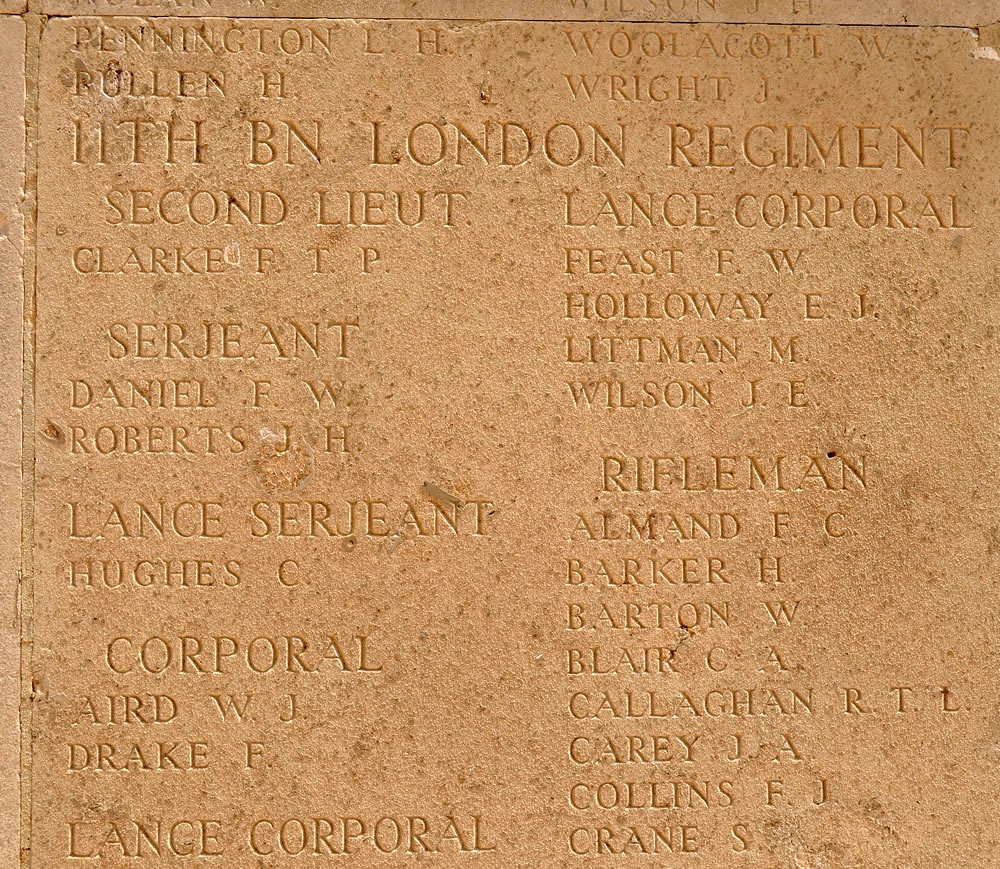 PENNINGTON L. H.
PULLEN H.
WILSON J. H.
WOOLACOTT W.
WRIGHT J.
11TH BN. LONDON REGIMENT
SECOND LIEUT.
CLARKE F. T. P.
SERJEANT
DANIEL F. W.
ROBERTS J. H.
LANCE SERJEANT
HUGHES C.
CORPORAL
AIRD W. J.
DRAKE F.
LANCE CORPORAL
LANCE CORPORAL
FEAST F. W.
HOLLOWAY E. J.
LITTMAN M.
WILSON J. E.
RIFLEMAN
ALMAND F. C.
BARKER H.
BARTON W.
BLAIR C. A.
CALLAGHAN R. T. L.
CAREY J. A.
COLLINS F. J.
CRANE S.